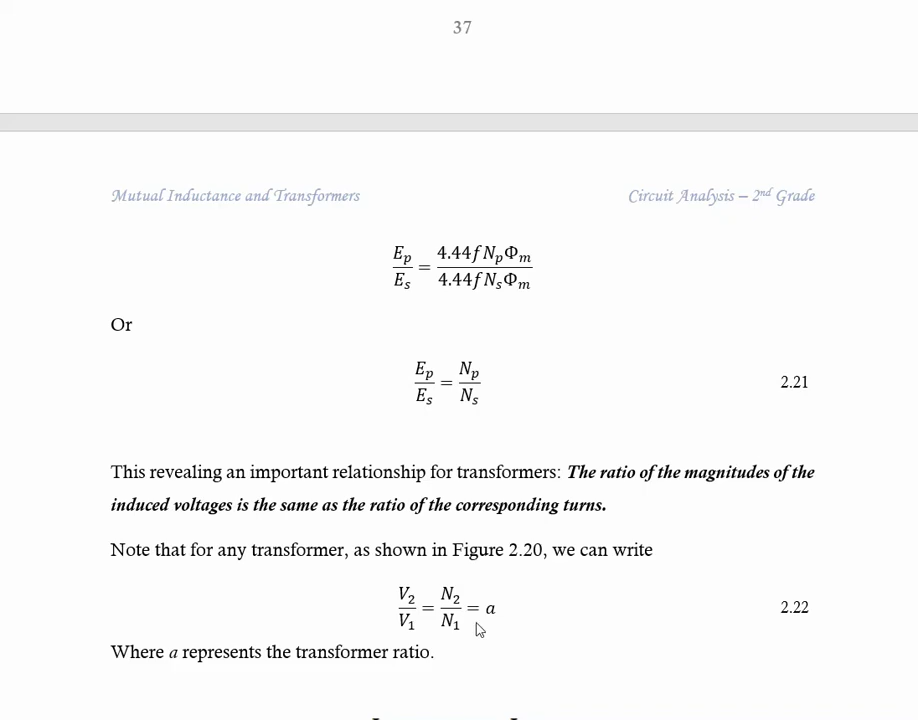 37
Mutual Inductance and Transformers Circuit Analysis – 2nd Grade
Ep/Es = 4.44fNpΦm/4.44fNsΦm
Or
Ep/Es = Np/Ns 2.21
This revealing an important relationship for transformers: The ratio of the magnitudes of the
induced voltages is the same as the ratio of the corresponding turns.
Note that for any transformer, as shown in Figure 2.20, we can write
V2/V1 = N2/N1 = a 2.22
Where a represents the transformer ratio.